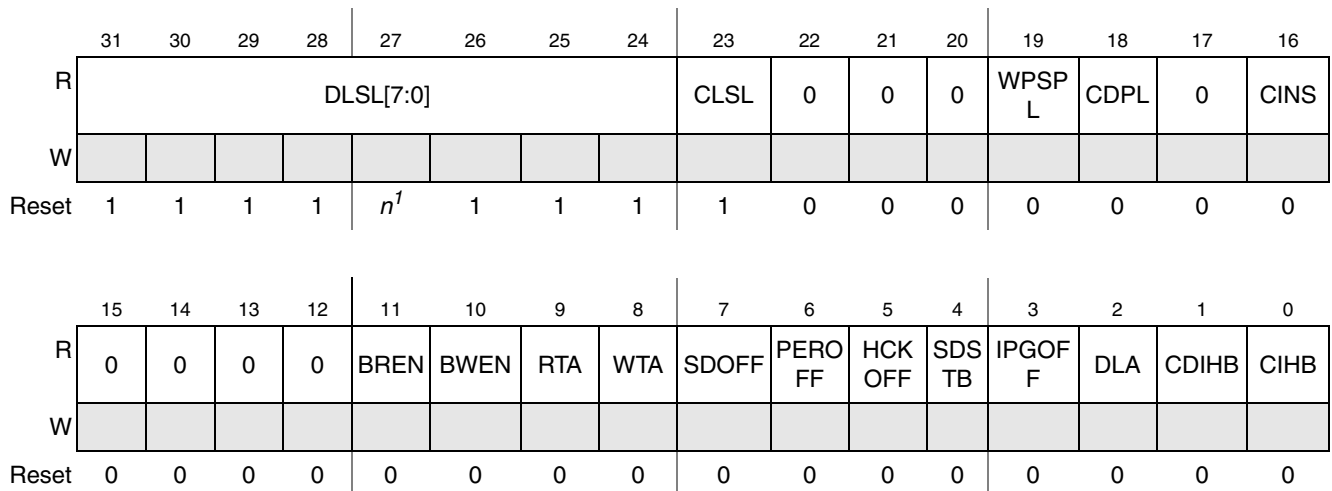 31 30 29 28 27 26 25 24 23 22 21 20 19 18 17 16
R DLSL[7:0] CLSL 0 0 0 WPSP L CDPL 0 CINS
W
Reset 1 1 1 1 n1 1 1 1 1 0 0 0 0 0 0 0
15 14 13 12 11 10 9 8 7 6 5 4 3 2 1 0
R 0 0 0 0 BREN BWEN RTA WTA SDOFF PERO FF HCK OFF SDS TB IPGOF F DLA CDIHB CIHB
W
Reset 0 0 0 0 0 0 0 0 0 0 0 0 0 0 0 0